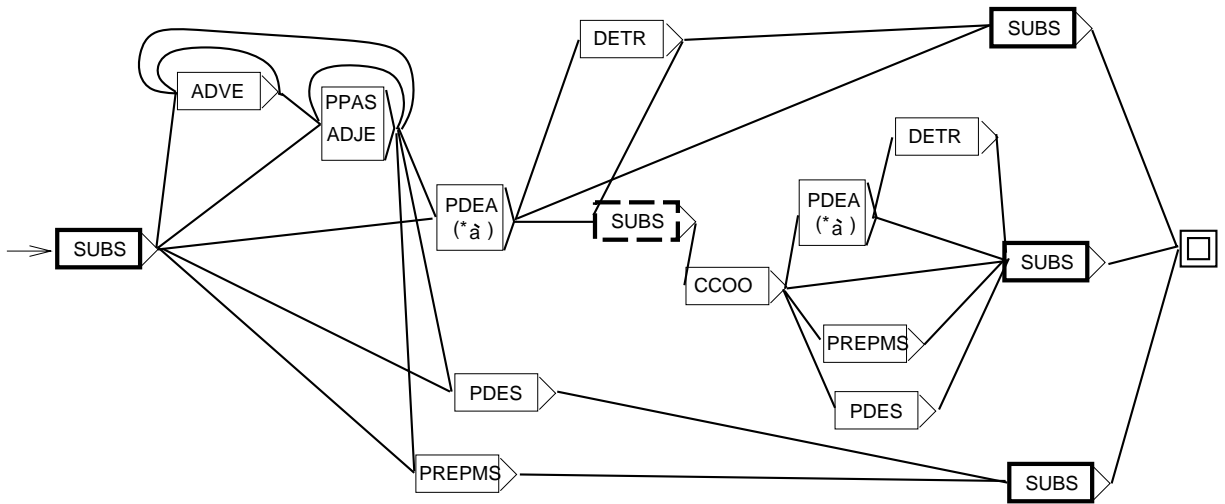 DETR
SUBS
ADVE
PPAS
ADJE
DETR
PDEA
(*à)
PDEA
(*à)
SUBS
SUBS
CCOO
SUBS
PREPMS
PDES
PDES
PREPMS
SUBS